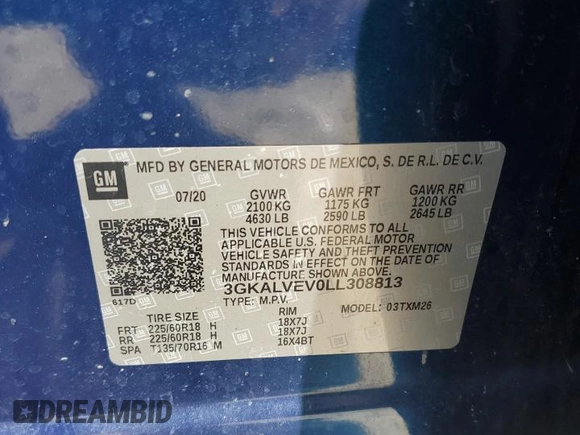 GM
MFD BY GENERAL MOTORS DE MEXICO, S. DE R.L. DE C.V.
07/20 GVWR GAWR FRT GAWR RR
2100 KG 1175 KG 1200 KG
4630 LB 2590 LB 2645 LB
THIS VEHICLE CONFORMS TO ALL
APPLICABLE U.S. FEDERAL MOTOR
VEHICLE SAFETY AND THEFT PREVENTION
STANDARDS IN EFFECT ON THE DATE OF
MANUFACTURE SHOWN ABOVE.
617D
3GKALVEV0LL308813
TYPE: M.P.V. MODEL: 03TXM26
TIRE SIZE RIM
FRT 225/60R18 H 18X7J
RR 225/60R18 H 18X7J
SPA T135/70R16 M 16X4BT
DREAMBID